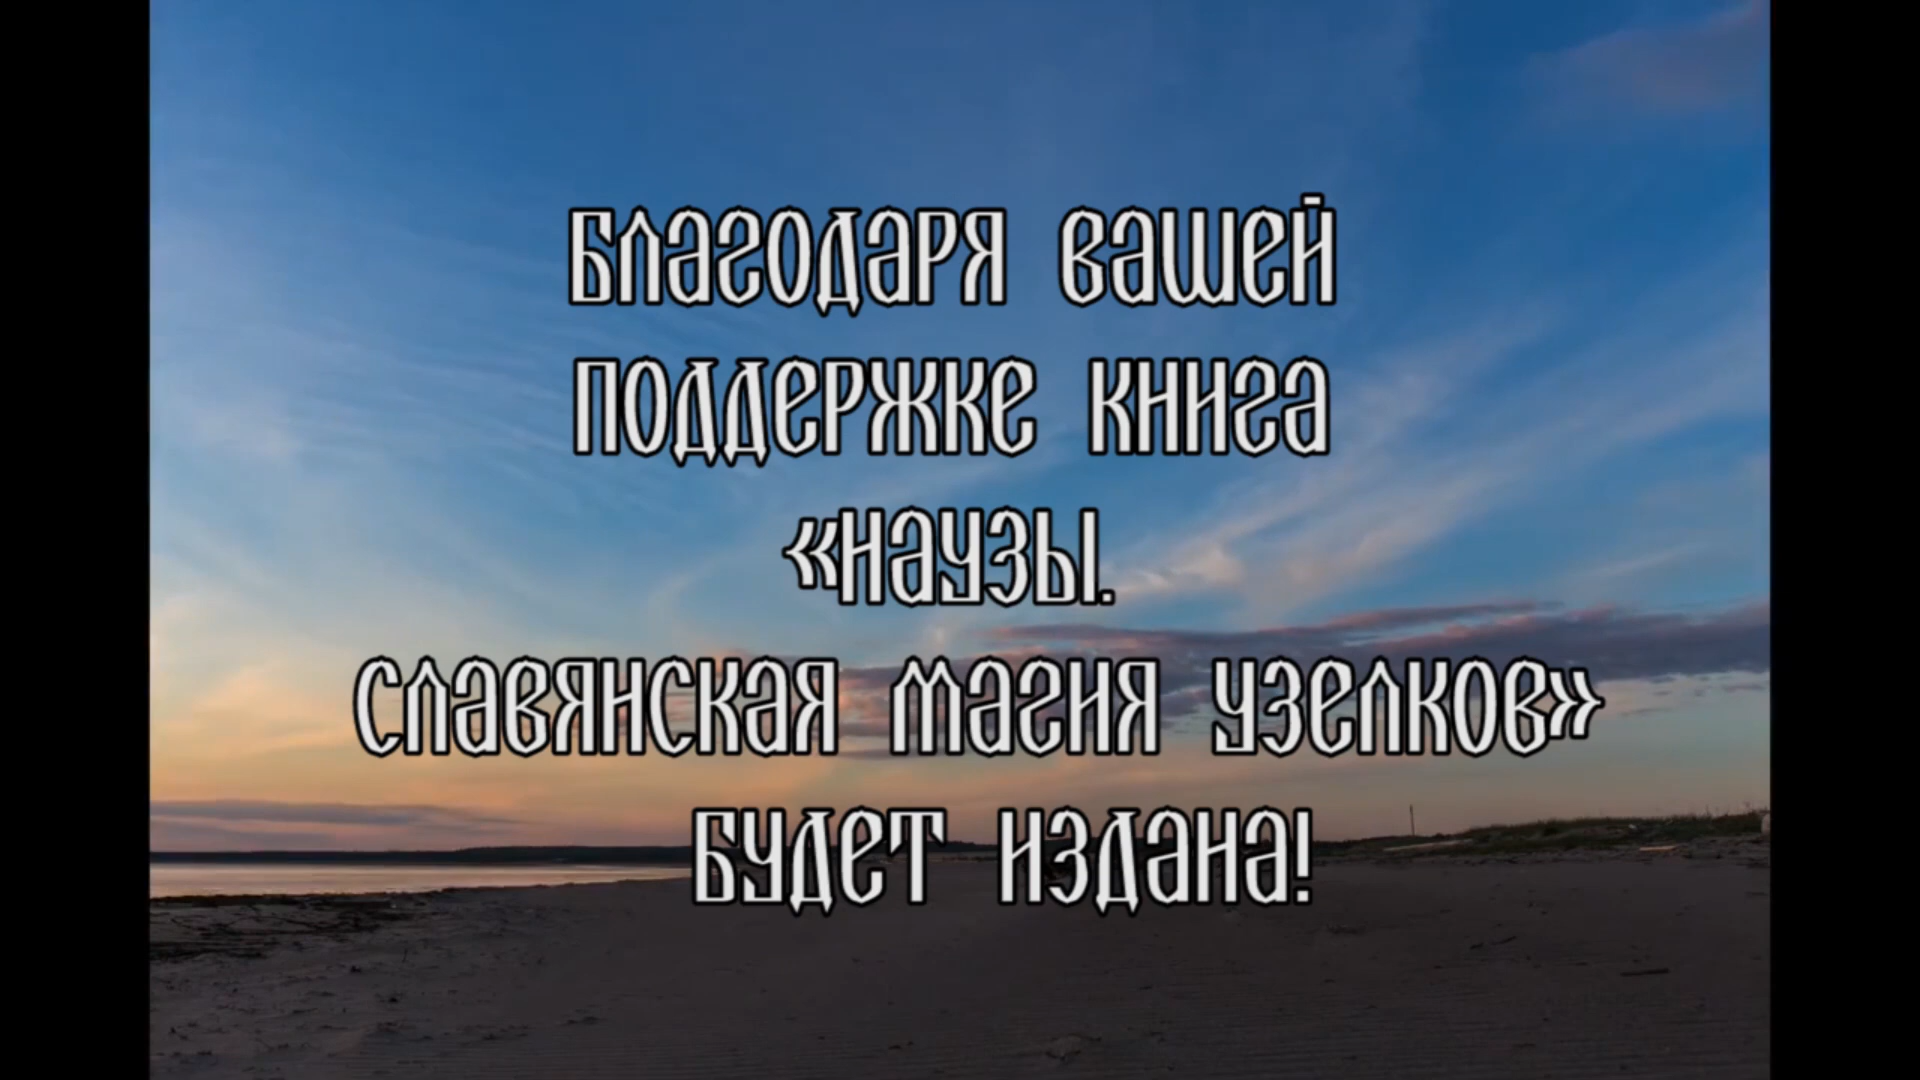 Благодаря вашей
поддержке книга
«Наузы.
Славянская магия узелков»
будет издана!